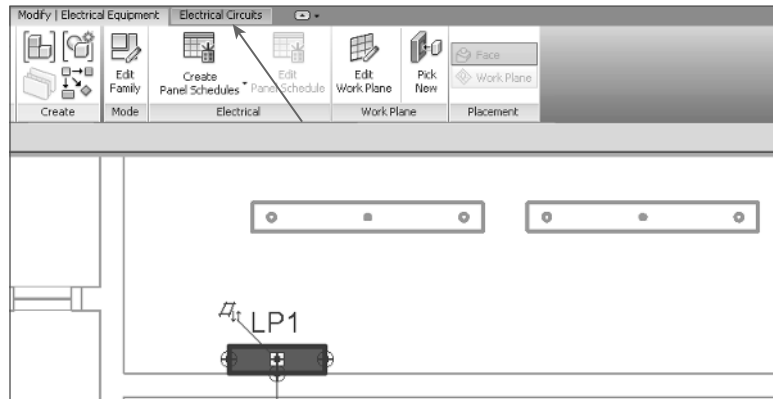 Modify | Electrical Equipment Electrical Circuits
Edit Family
Create Panel Schedules
Edit Panel Schedule
Edit Work Plane
Pick New
Face
Work Plane
Create Mode Electrical Work Plane Placement
LP1